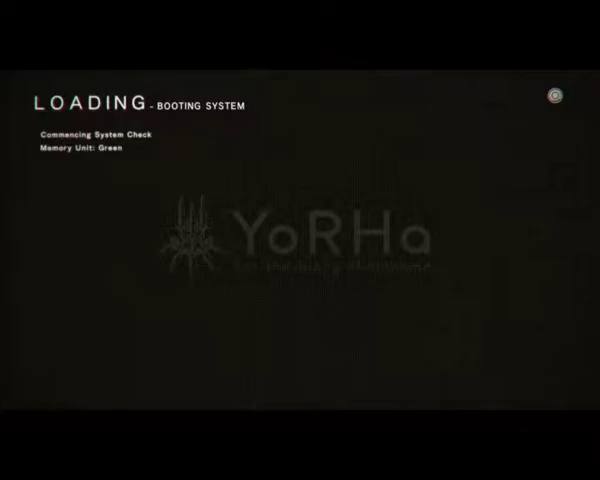 LOADING - BOOTING SYSTEM
Commencing System Check
Memory Unit: Green
YoRHa